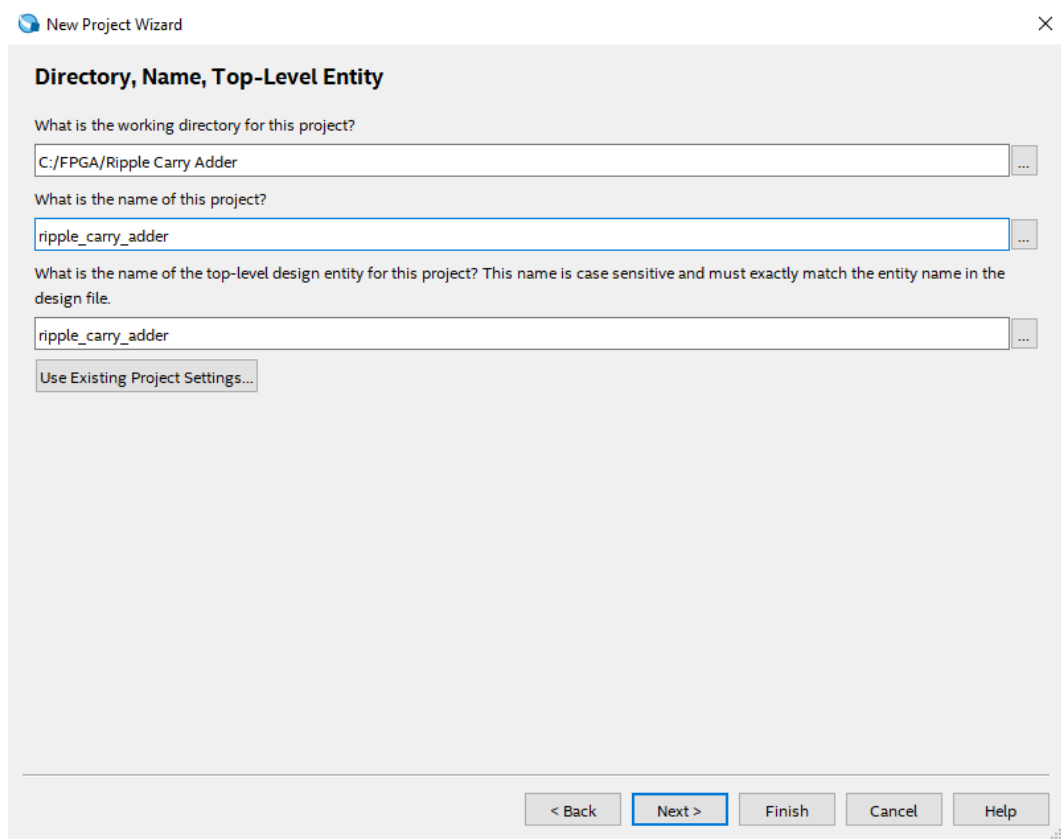 New Project Wizard
Directory, Name, Top-Level Entity
What is the working directory for this project?
C:/FPGA/Ripple Carry Adder
...
What is the name of this project?
ripple_carry_adder
...
What is the name of the top-level design entity for this project? This name is case sensitive and must exactly match the entity name in the
design file.
ripple_carry_adder
...
Use Existing Project Settings...
< Back
Next >
Finish
Cancel
Help